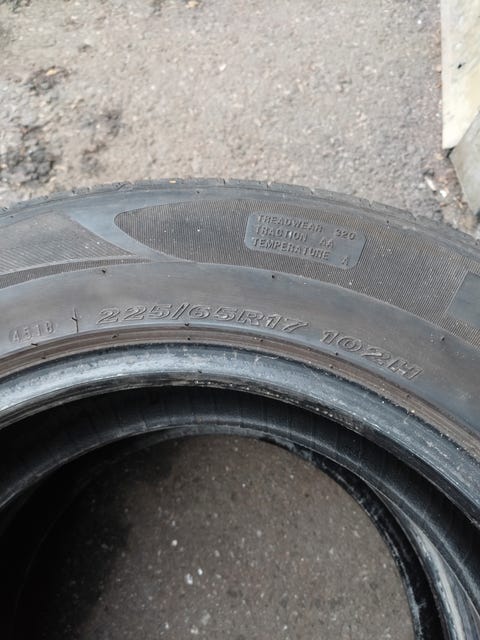 TREADWEAR 320
TRACTION AA
TEMPERATURE A
4518 225/65R17 102H